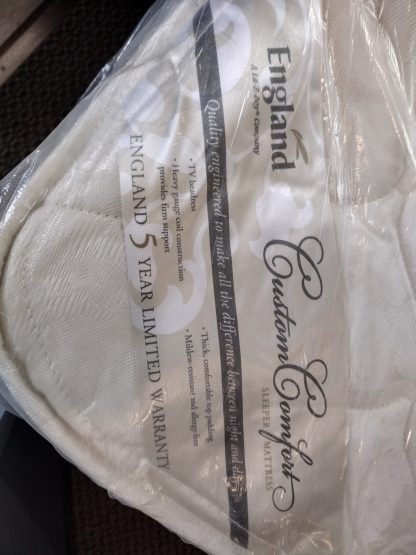 England
A La-Z-Boy® Company
Custom Comfort
SLEEPER MATTRESS
Quality engineered to make all the difference between night and day.
• TV headrest
• Heavy gauge coil construction
provides firm support
• Thick, comfortable top padding
• Mildew-resistant and allergy-free
ENGLAND 5 YEAR LIMITED WARRANTY